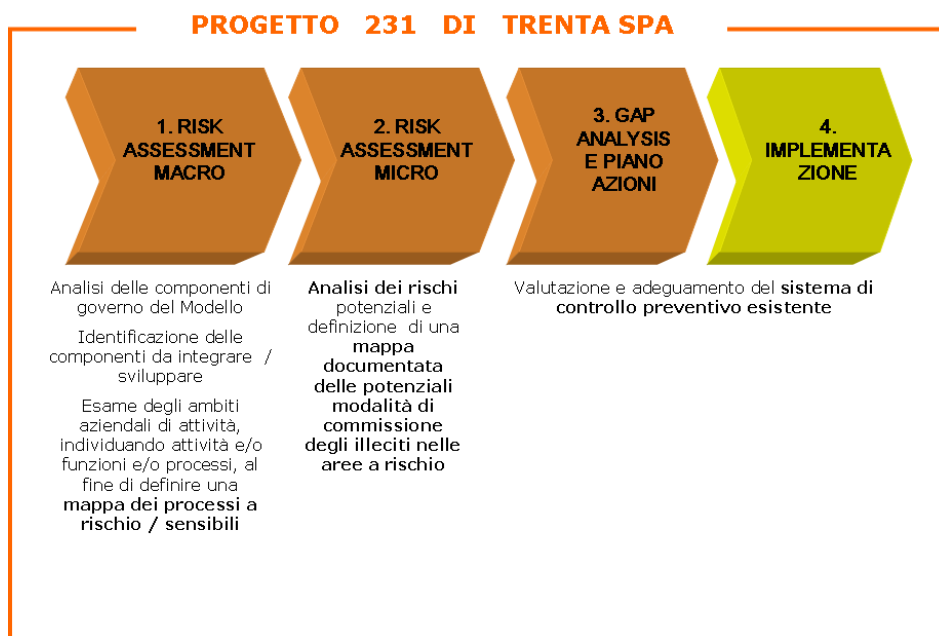 PROGETTO 231 DI TRENTA SPA
1. RISK
ASSESSMENT
MACRO
2. RISK
ASSESSMENT
MICRO
3. GAP
ANALYSIS
E PIANO
AZIONI
4.
IMPLEMENTA
ZIONE
Analisi delle componenti di
governo del Modello
Identificazione delle
componenti da integrare /
sviluppare
Esame degli ambiti
aziendali di attività,
individuando attività e/o
funzioni e/o processi, al
fine di definire una
mappa dei processi a
rischio / sensibili
Analisi dei rischi
potenziali e
definizione di una
mappa
documentata
delle potenziali
modalità di
commissione
degli illeciti nelle
aree a rischio
Valutazione e adeguamento del sistema di
controllo preventivo esistente